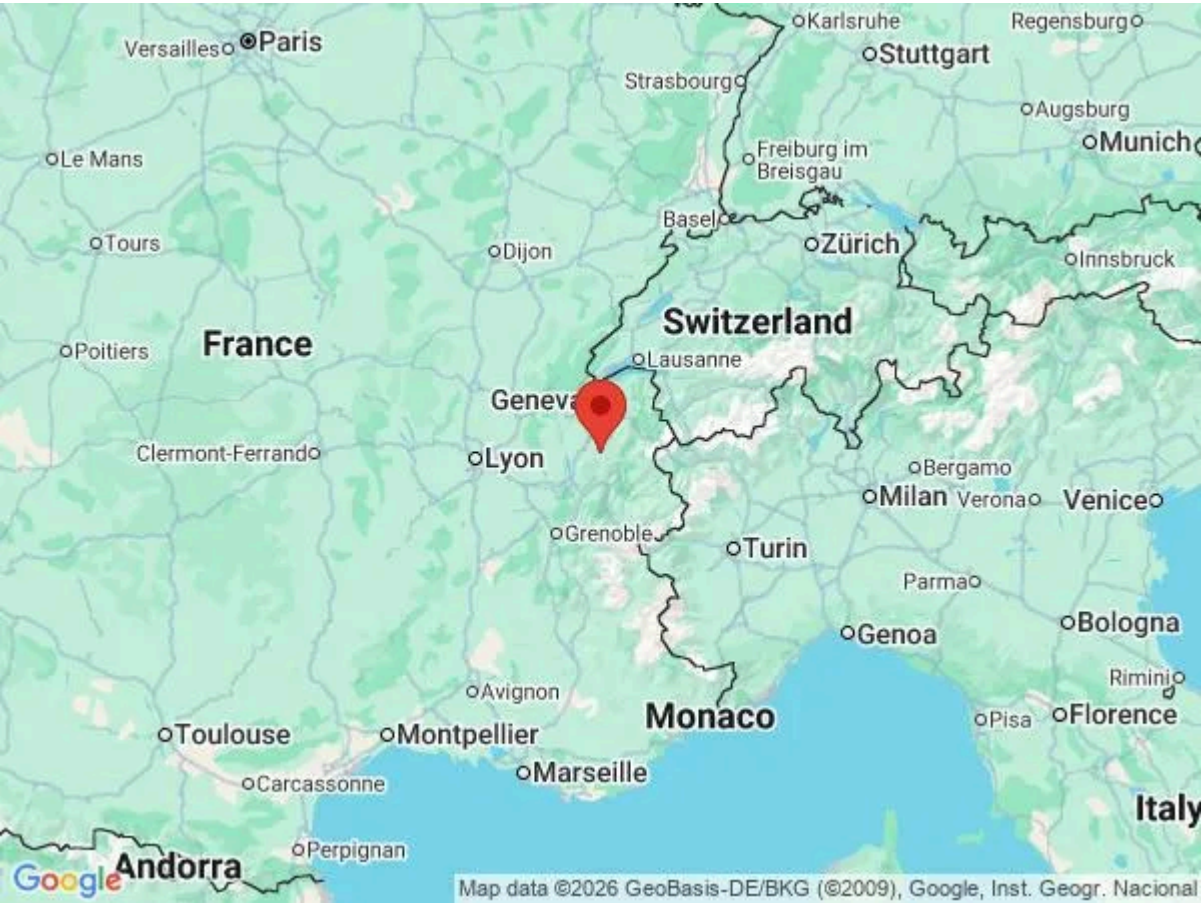 Karlsruhe
Regensburg
Versailles
Paris
Stuttgart
Strasbourg
Augsburg
Munich
Le Mans
Freiburg im
Breisgau
Basel
Tours
Zürich
Dijon
Innsbruck
Switzerland
France
Poitiers
Lausanne
Geneva
Clermont-Ferrand
Lyon
Bergamo
Milan
Verona
Venice
Grenoble
Turin
Parma
Bologna
Genoa
Rimini
Avignon
Monaco
Pisa
Florence
Toulouse
Montpellier
Marseille
Carcassonne
Italy
Perpignan
Andorra
Google
Map data ©2026 GeoBasis-DE/BKG (©2009), Google, Inst. Geogr. Nacional